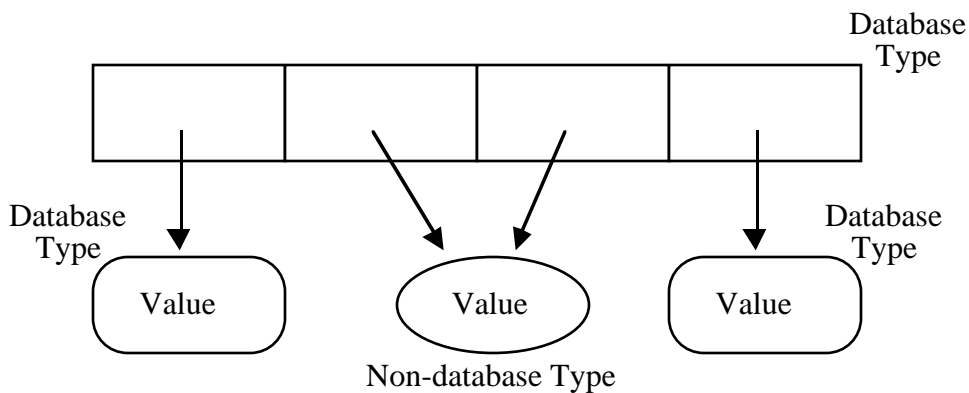 Database
Type
Database
Type
Database
Type
Value
Value
Value
Non-database Type